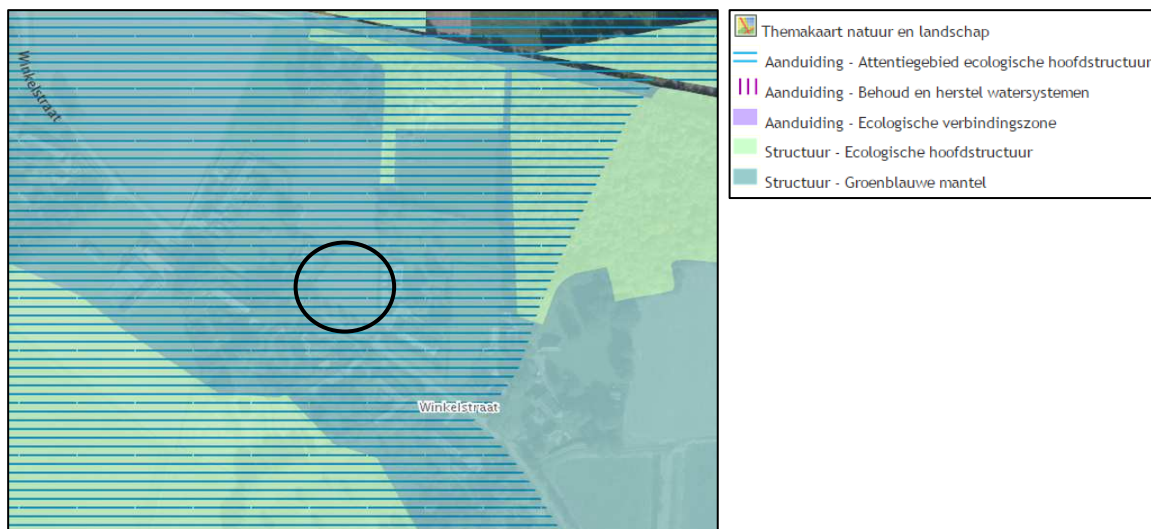 Winkelstraat
Winkelstraat
Themakaart natuur en landschap
Aanduiding - Attentiegebied ecologische hoofdstructuur
Aanduiding - Behoud en herstel watersystemen
Aanduiding - Ecologische verbindingszone
Structuur - Ecologische hoofdstructuur
Structuur - Groenblauwe mantel